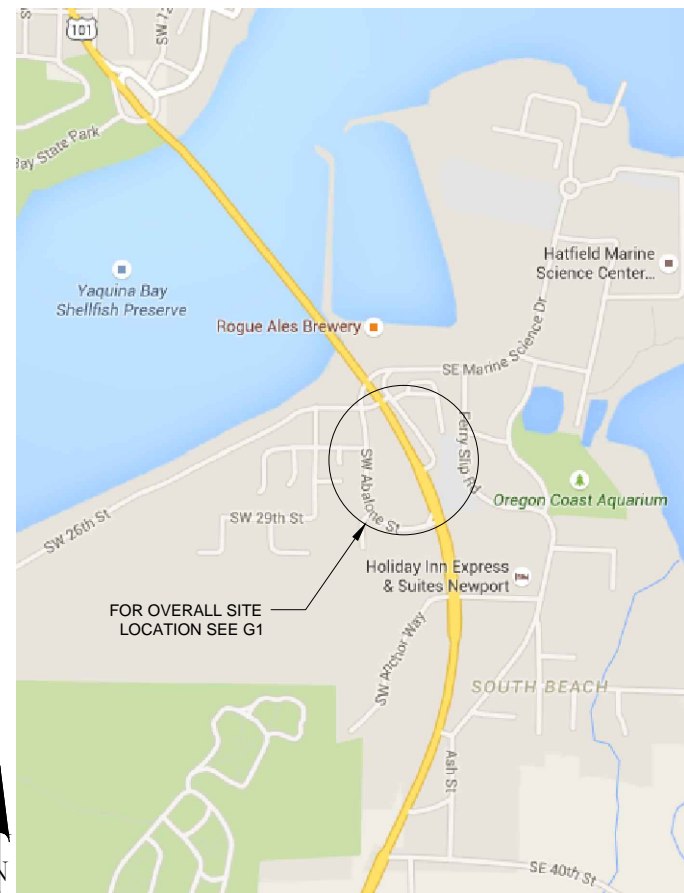 SW
101
SW 7
Bay State Park
Yaquina Bay
Shellfish Preserve
Rogue Ales Brewery
Hatfield Marine
Science Center...
SE Marine Science Dr
Ferry Slip Rd
SW Abalone St
Oregon Coast Aquarium
SW 26th St
SW 29th St
Holiday Inn Express
& Suites Newport
FOR OVERALL SITE
LOCATION SEE G1
SW Anchor Way
SOUTH BEACH
Ash St
SE 40th St
N